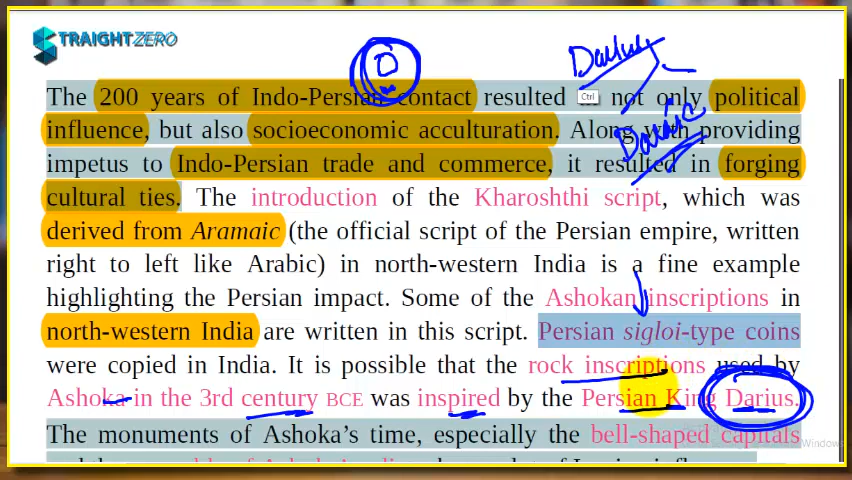 STRAIGHTZERO
D
Darius
The 200 years of Indo-Persian contact resulted in not only political
Ctrl
influence, but also socioeconomic acculturation. Along with providing
Daraic
impetus to Indo-Persian trade and commerce, it resulted in forging
cultural ties. The introduction of the Kharoshthi script, which was
derived from Aramaic (the official script of the Persian empire, written
right to left like Arabic) in north-western India is a fine example
highlighting the Persian impact. Some of the Ashokan inscriptions in
north-western India are written in this script. Persian sigloi-type coins
were copied in India. It is possible that the rock inscriptions used by
Ashoka in the 3rd century BCE was inspired by the Persian King Darius.
The monuments of Ashoka's time, especially the bell-shaped capitals